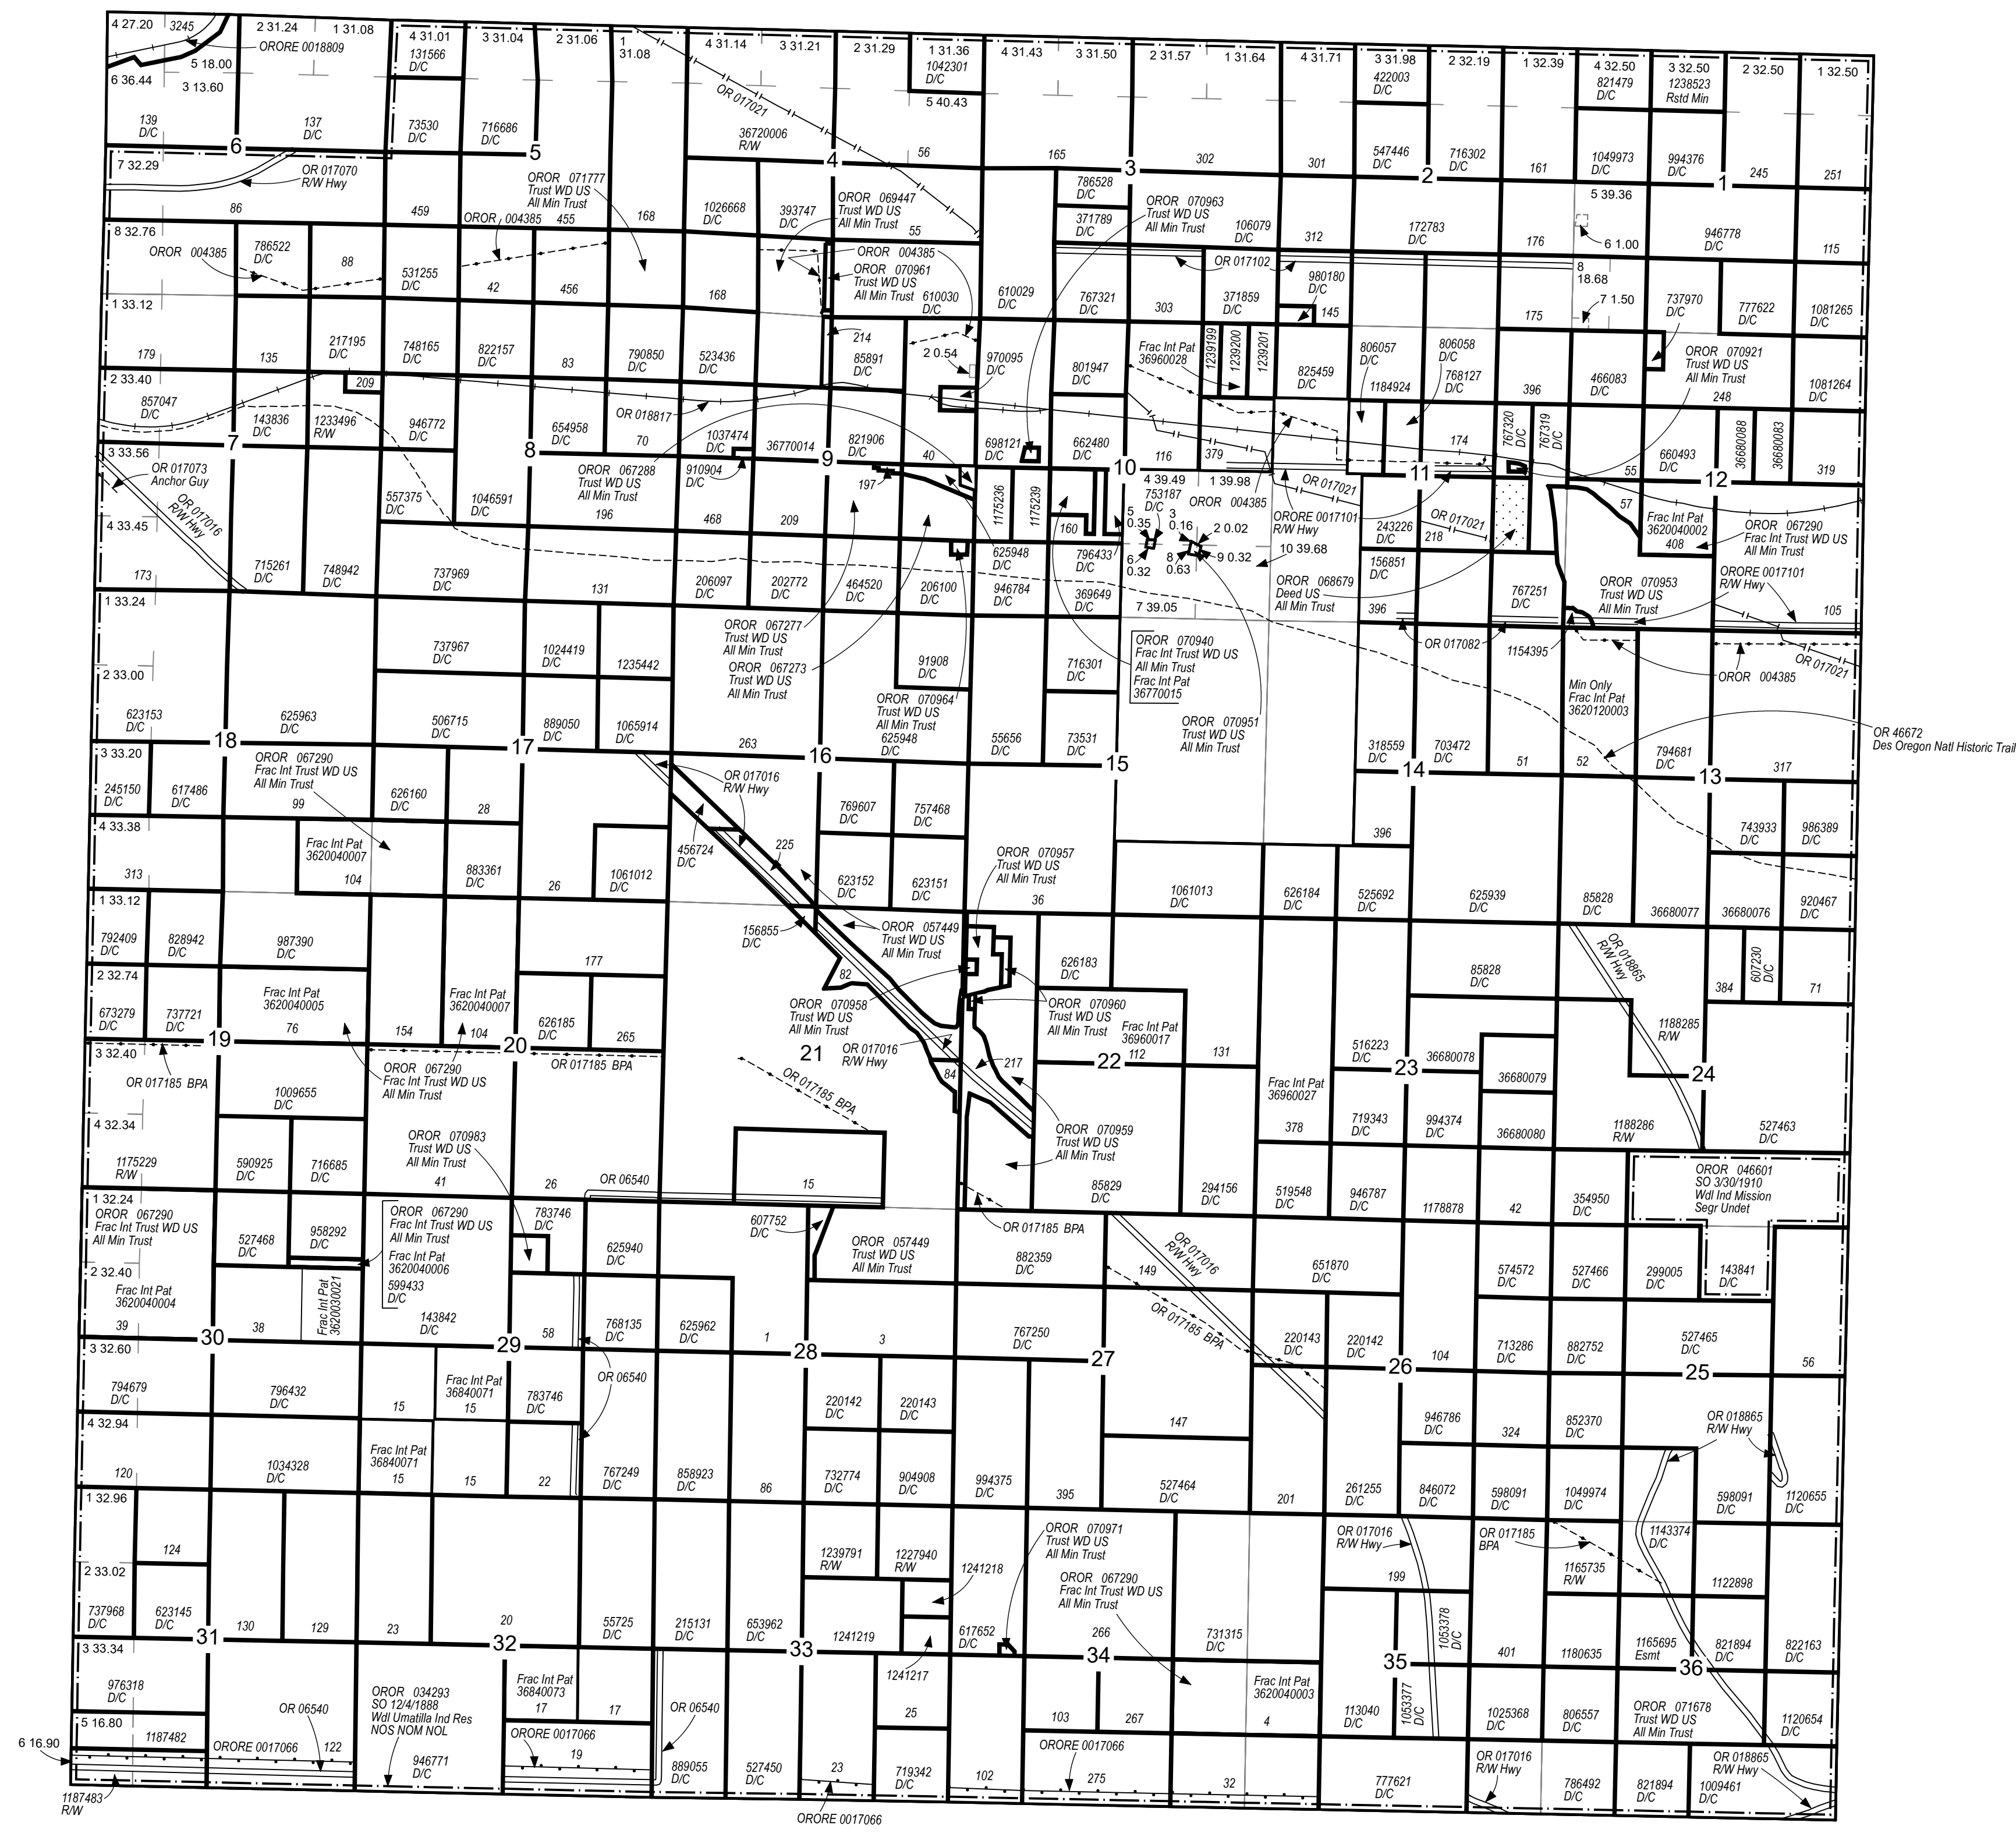 4 27.20
3245
2 31.24
1 31.08
4 31.01
3 31.04
2 31.06
1
31.08
4 31.14
3 31.21
2 31.29
1 31.36
4 31.43
3 31.50
2 31.57
1 31.64
4 31.71
3 31.98
2 32.19
1 32.39
4 32.50
3 32.50
2 32.50
1 32.50
ORORE 0018809
5 18.00
6 36.44
3 13.60
131566
D/C
1042301
D/C
5 40.43
422003
D/C
821479
D/C
1238523
Rstd Min
OR 017021
139
D/C
137
D/C
73530
D/C
716686
D/C
36720006
R/W
56
165
302
301
547446
D/C
716302
D/C
161
1049973
D/C
994376
D/C
245
251
6
5
4
3
2
1
7 32.29
OR 017070
R/W Hwy
OROR 071777
Trust WD US
All Min Trust
OROR 069447
Trust WD US
All Min Trust
786528
D/C
371789
D/C
OROR 070963
Trust WD US
All Min Trust
5 39.36
6 1.00
86
459
OROR 004385
455
168
1026668
D/C
393747
D/C
55
106079
D/C
312
172783
D/C
176
946778
D/C
115
8 32.76
OROR 004385
786522
D/C
88
531255
D/C
42
456
168
OROR 004385
OROR 070961
Trust WD US
All Min Trust
610030
D/C
610029
D/C
767321
D/C
OR 017102
303
371859
D/C
980180
D/C
145
175
8
18.68
7 1.50
737970
D/C
777622
D/C
1081265
D/C
1 33.12
179
135
217195
D/C
748165
D/C
822157
D/C
83
790850
D/C
523436
D/C
214
85891
D/C
2 0.54
970095
D/C
801947
D/C
Frac Int Pat
36960028
1239199
1239200
1239201
825459
D/C
806057
D/C
1184924
806058
D/C
768127
D/C
396
466083
D/C
OROR 070921
Trust WD US
All Min Trust
248
1081264
D/C
2 33.40
857047
D/C
209
143836
D/C
1233496
R/W
946772
D/C
654958
D/C
OR 018817
70
1037474
D/C
36770014
821906
D/C
40
698121
D/C
662480
D/C
116
379
174
767320
D/C
767319
D/C
55
660493
D/C
36680088
36680083
319
7
8
9
10
11
12
3 33.56
OR 017073
Anchor Guy
OR 017016
R/W Hwy
4 33.45
557375
D/C
1046591
OROR 067288
Trust WD US
All Min Trust
196
910904
D/C
468
209
197
1175236
1175239
160
4 39.49
1 39.98
753187
D/C
5
0.35
3
0.16
2 0.02
9 0.32
6
0.32
8
0.63
10 39.68
OROR 004385
ORORE 0017101
R/W Hwy
OR 017021
243226
D/C
218
OR 017021
57
Frac Int Pat
3620040002
408
OROR 067290
Frac Int Trust WD US
All Min Trust
173
715261
D/C
748942
D/C
737969
D/C
131
206097
D/C
202772
D/C
464520
D/C
206100
D/C
625948
D/C
946784
D/C
796433
D/C
369649
D/C
7 39.05
OROR 068679
Deed US
All Min Trust
156851
D/C
396
767251
D/C
OROR 070953
Trust WD US
All Min Trust
ORORE 0017101
R/W Hwy
105
1 33.24
2 33.00
737967
D/C
1024419
D/C
1235442
OROR 067277
Trust WD US
All Min Trust
OROR 067273
Trust WD US
All Min Trust
91908
D/C
716301
D/C
OROR 070940
Frac Int Trust WD US
All Min Trust
Frac Int Pat
36770015
OR 017082
1154395
OR 017021
OROR 004385
Min Only
Frac Int Pat
3620120003
623153
D/C
625963
D/C
506715
D/C
889050
D/C
1065914
D/C
263
OROR 070964
Trust WD US
All Min Trust
625948
D/C
55656
D/C
73531
D/C
OROR 070951
Trust WD US
All Min Trust
318559
D/C
703472
D/C
51
52
794681
D/C
317
OR 46672
Des Oregon Natl Historic Trail
18
17
16
15
14
13
3 33.20
245150
D/C
617486
D/C
OROR 067290
Frac Int Trust WD US
All Min Trust
99
626160
D/C
28
OR 017016
R/W Hwy
769607
D/C
757468
D/C
396
743933
D/C
986389
D/C
4 33.38
313
Frac Int Pat
3620040007
104
883361
D/C
26
1061012
D/C
456724
D/C
225
623152
D/C
623151
D/C
OROR 070957
Trust WD US
All Min Trust
36
1061013
D/C
626184
D/C
525692
D/C
625939
D/C
85828
D/C
36680077
36680076
920467
D/C
1 33.12
792409
D/C
828942
D/C
987390
D/C
177
156855
D/C
82
OROR 057449
Trust WD US
All Min Trust
626183
D/C
85828
D/C
OR 018865
R/W Hwy
384
607230
D/C
71
2 32.74
673279
D/C
737721
D/C
Frac Int Pat
3620040005
76
154
Frac Int Pat
3620040007
104
626185
D/C
265
OROR 070958
Trust WD US
All Min Trust
OR 017016
R/W Hwy
OROR 070960
Trust WD US
All Min Trust
Frac Int Pat
36960017
112
131
516223
D/C
36680078
1188285
R/W
19
20
21
22
23
24
3 32.40
OR 017185 BPA
OROR 067290
Frac Int Trust WD US
All Min Trust
OR 017185 BPA
OR 017185 BPA
84
217
Frac Int Pat
36960027
378
36680079
1009655
D/C
4 32.34
1175229
R/W
590925
D/C
716685
D/C
OROR 070983
Trust WD US
All Min Trust
41
26
OR 06540
15
OROR 070959
Trust WD US
All Min Trust
85829
D/C
294156
D/C
719343
D/C
994374
D/C
36680080
1188286
R/W
527463
D/C
519548
D/C
946787
D/C
1178878
42
354950
D/C
OROR 046601
SO 3/30/1910
Wdl Ind Mission
Segr Undet
1 32.24
OROR 067290
Frac Int Trust WD US
All Min Trust
527468
D/C
958292
D/C
OROR 067290
Frac Int Trust WD US
All Min Trust
Frac Int Pat
3620040006
599433
D/C
783746
D/C
625940
D/C
607752
D/C
OROR 057449
Trust WD US
All Min Trust
OR 017185 BPA
882359
D/C
149
OR 017016
R/W Hwy
651870
D/C
574572
D/C
527466
D/C
299005
D/C
143841
D/C
2 32.40
Frac Int Pat
3620040004
39
38
Frac Int Pat
3620030021
143842
D/C
58
768135
D/C
625962
D/C
1
3
767250
D/C
OR 017185 BPA
220143
D/C
220142
D/C
104
713286
D/C
882752
D/C
527465
D/C
56
30
29
28
27
26
25
3 32.60
794679
D/C
796432
D/C
15
Frac Int Pat
36840071
15
783746
D/C
OR 06540
220142
D/C
220143
D/C
147
946786
D/C
324
852370
D/C
OR 018865
R/W Hwy
4 32.94
120
1034328
D/C
Frac Int Pat
36840071
15
15
22
767249
D/C
858923
D/C
86
732774
D/C
904908
D/C
994375
D/C
395
527464
D/C
201
261255
D/C
846072
D/C
598091
D/C
1049974
D/C
598091
D/C
1120655
D/C
1 32.96
124
2 33.02
1239791
R/W
1227940
R/W
1241218
OROR 070971
Trust WD US
All Min Trust
OROR 067290
Frac Int Trust WD US
All Min Trust
OR 017016
R/W Hwy
199
OR 017185
BPA
1143374
D/C
1165735
R/W
1122898
737968
D/C
623145
D/C
130
129
23
20
55725
D/C
215131
D/C
653962
D/C
1241219
617652
D/C
266
731315
D/C
1053378
D/C
401
1180635
1165695
Esmt
821894
D/C
822163
D/C
31
32
33
34
35
36
3 33.34
976318
D/C
OR 06540
OROR 034293
SO 12/4/1888
Wdl Umatilla Ind Res
NOS NOM NOL
Frac Int Pat
36840073
17
17
OR 06540
1241217
25
103
267
Frac Int Pat
3620040003
4
113040
D/C
1053377
D/C
1025368
D/C
806557
D/C
OROR 071678
Trust WD US
All Min Trust
1120654
D/C
5 16.80
1187482
6 16.90
ORORE 0017066
122
946771
D/C
ORORE 0017066
19
889055
D/C
527450
D/C
23
719342
D/C
102
ORORE 0017066
275
32
777621
D/C
OR 017016
R/W Hwy
786492
D/C
821894
D/C
OR 018865
R/W Hwy
1009461
D/C
1187483
R/W
ORORE 0017066